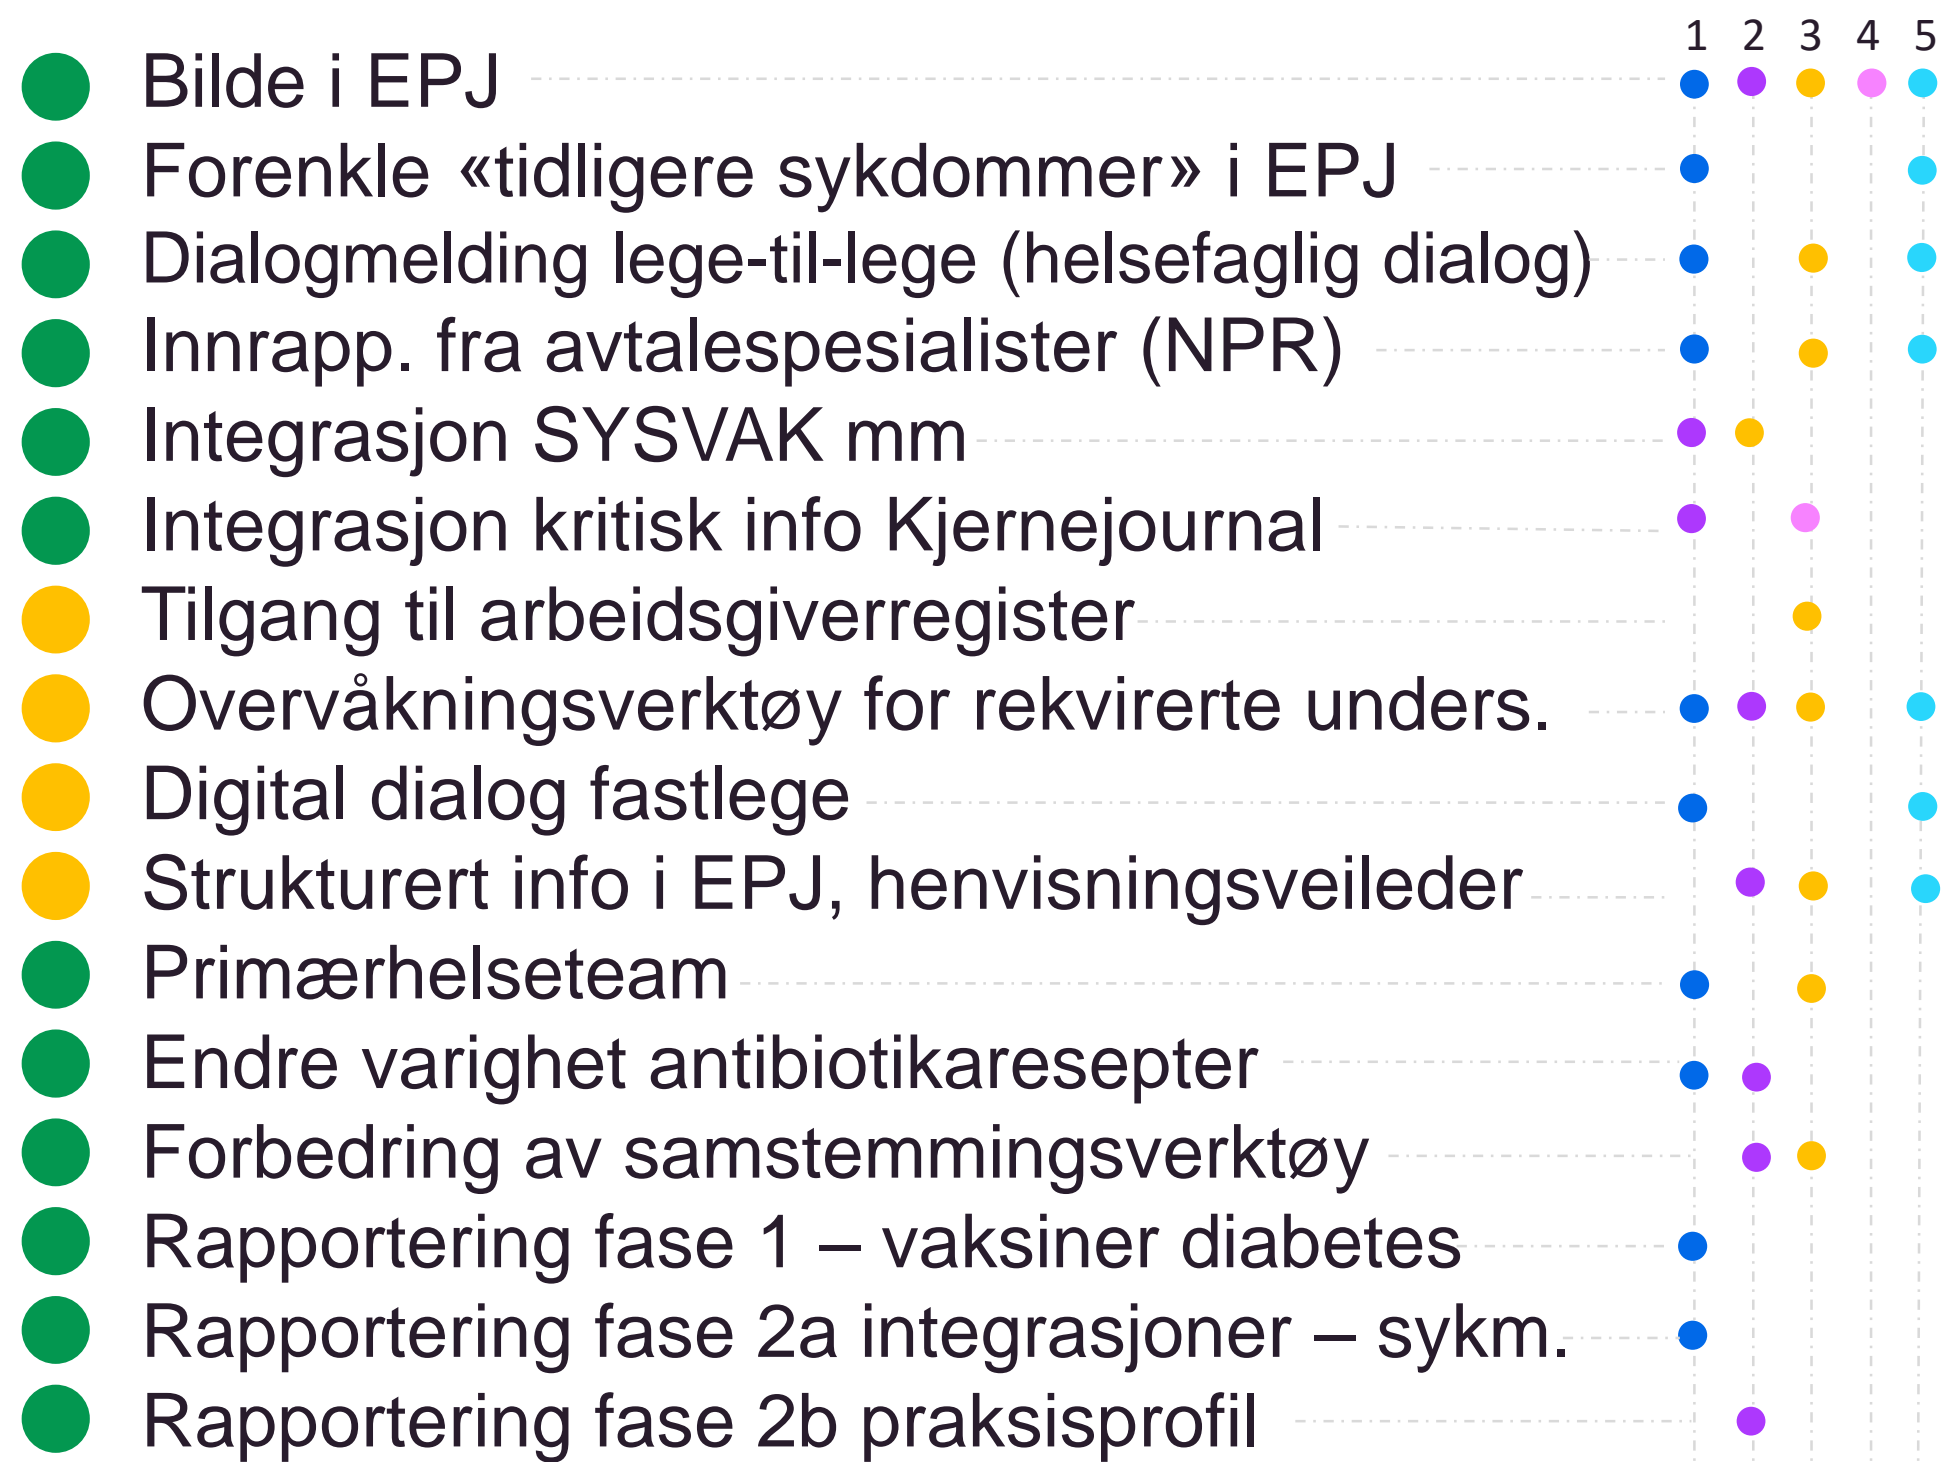 1 2 3 4 5
Bilde i EPJ
Forenkle «tidligere sykdommer» i EPJ
Dialogmelding lege-til-lege (helsefaglig dialog)
Innrapp. fra avtalespesialister (NPR)
Integrasjon SYSVAK mm
Integrasjon kritisk info Kjernejournal
Tilgang til arbeidsgiverregister
Overvåkningsverktøy for rekvirerte unders.
Digital dialog fastlege
Strukturert info i EPJ, henvisningsveileder
Primærhelseteam
Endre varighet antibiotikaresepter
Forbedring av samstemmingsverktøy
Rapportering fase 1 – vaksiner diabetes
Rapportering fase 2a integrasjoner – sykm.
Rapportering fase 2b praksisprofil